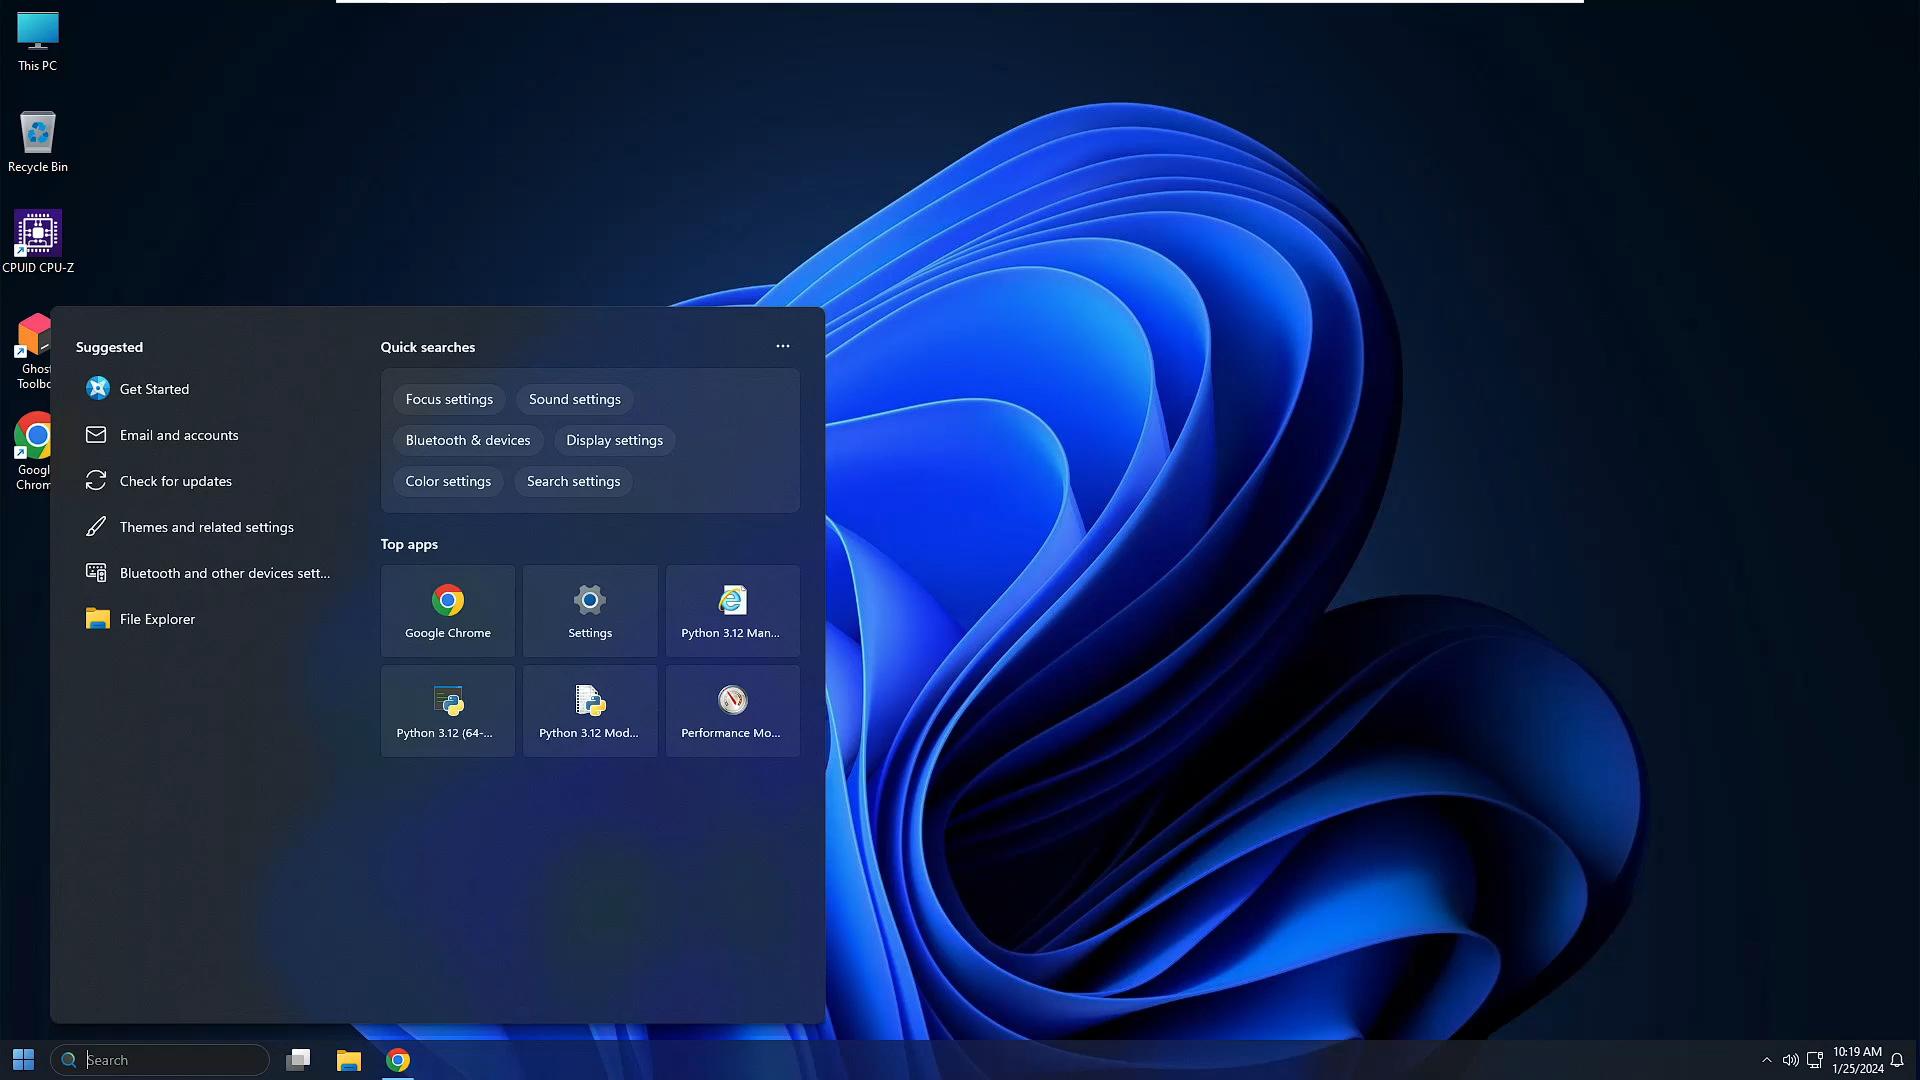 This PC
Recycle Bin
CPUID CPU-Z
Ghos
Toolbo
Googl
Chrom
Suggested
Get Started
Email and accounts
Check for updates
Themes and related settings
Bluetooth and other devices sett...
File Explorer
Quick searches
Focus settings
Sound settings
Bluetooth & devices
Display settings
Color settings
Search settings
Top apps
Google Chrome
Settings
Python 3.12 Man...
Python 3.12 (64-...
Python 3.12 Mod...
Performance Mo...
Search
10:19 AM
1/25/2024